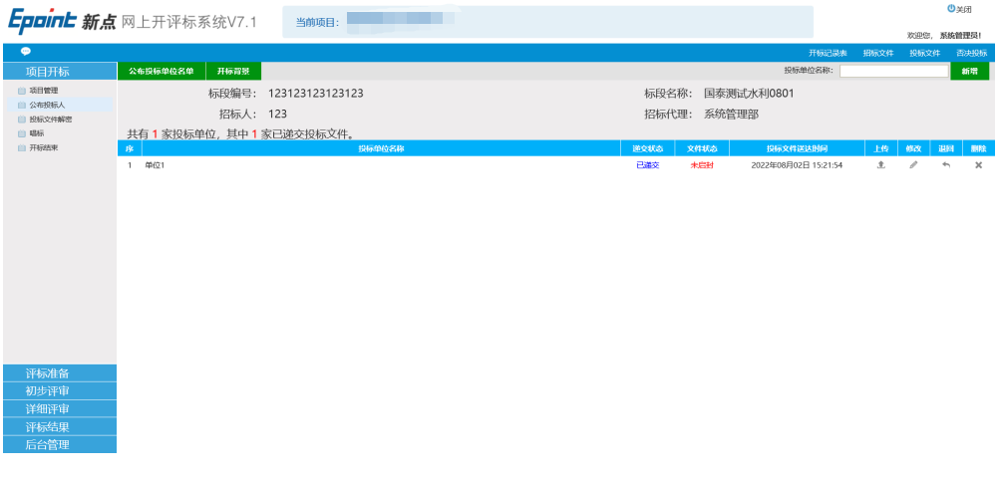 Epoint 新点 网上开评标系统V7.1
当前项目:
关闭
欢迎您, 系统管理员!
开标记录表 招标文件 投标文件 否决投标
项目开标
公布投标单位名单 开标背景
投标单位名称: 新增
项目管理
公布投标人
投标文件解密
唱标
开标结束
标段编号: 123123123123123 标段名称: 国泰测试水利0801
招标人: 123 招标代理: 系统管理部
共有 1 家投标单位, 其中 1 家已递交投标文件。
序 投标单位名称 递交状态 文件状态 投标文件送达时间 上传 修改 退回 删除
1 单位1 已递交 未启封 2022年08月02日 15:21:54
评标准备
初步评审
详细评审
评标结果
后台管理